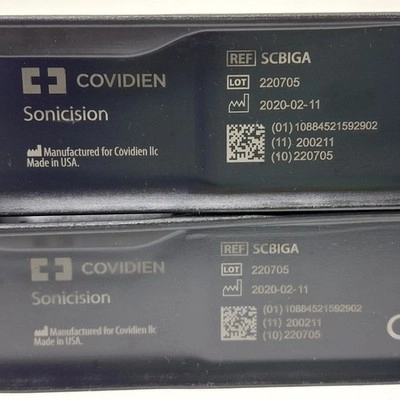 COVIDIEN
Sonicision
Manufactured for Covidien llc
Made in USA.
REF SCBIGA
LOT 220705
2020-02-11
(01)10884521592902
(11) 200211
(10)220705
COVIDIEN
Sonicision
Manufactured for Covidien llc
Made in USA.
REF SCBIGA
LOT 220705
2020-02-11
(01)10884521592902
(11) 200211
(10)220705